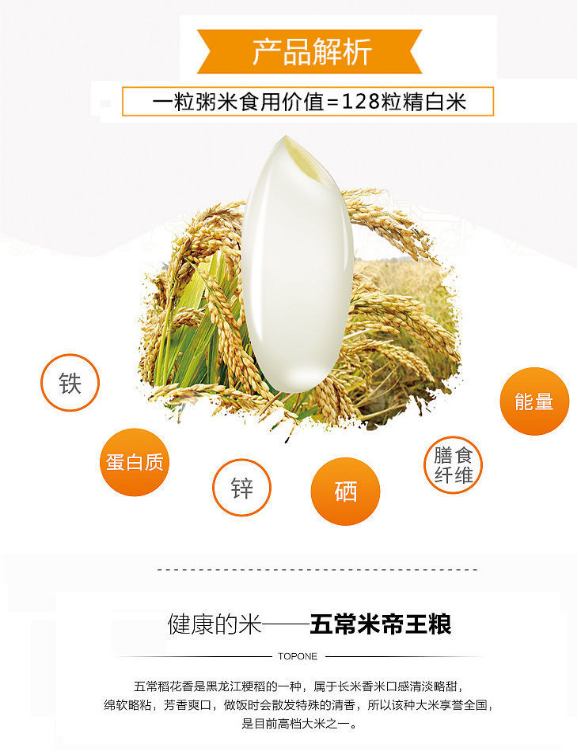 产品解析
一粒粥米食用价值=128粒精白米
铁
能量
蛋白质
锌
硒
膳食
纤维
健康的米——五常米帝王粮
TOPONE
五常稻花香是黑龙江粳稻的一种，属于长米香米口感清淡略甜，
绵软略粘，芳香爽口，做饭时会散发特殊的清香，所以该种大米享誉全国，
是目前高档大米之一。